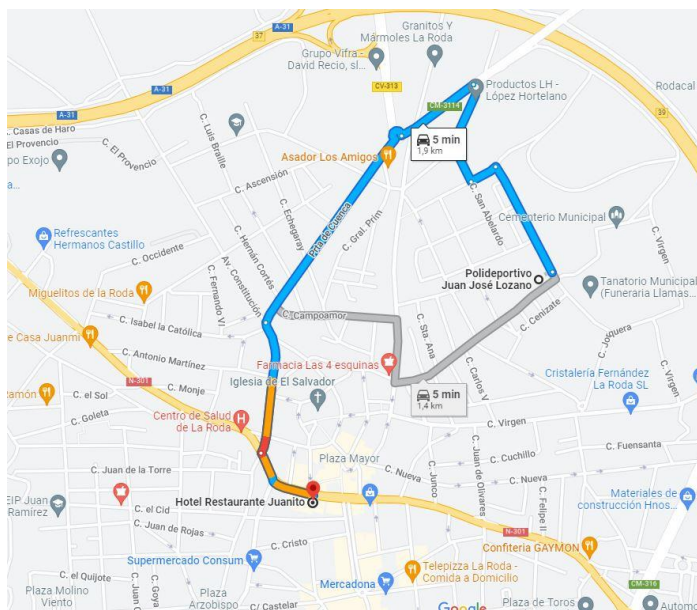 A-31
37
Granitos Y
Mármoles La Roda
Grupo Vifra -
David Recio, sl...
CV-313
Productos LH -
López Hortelano
Rodacal
CM-3114
A-31
A-31
39
C. Casas de Haro
El Provencio
C. El Provencio
C. Luis Braille
5 min
1,9 km
po Exojo
Asador Los Amigos
C. Ascensión
C. San Abelardo
C. Echegaray
C. Gral. Prim
Prta de Cuenca
Cementerio Municipal
C. Virgen
Refrescantes
Hermanos Castillo
C. Occidente
C. Hernán Cortés
Av. Constitución
Polideportivo
Juan José Lozano
Tanatorio Municipal
(Funeraria Llamas...
Miguelitos de la Roda
C. Fernando VI
C. Cenizate
C. Isabel la Católica
C. Campoamor
C. Sta. Ana
C. Joquera
e Casa Juanmi
C. Antonio Martínez
Farmacia Las 4 esquinas
C. Carlos V
Cristalería Fernández
La Roda SL
N-301
C. Monje
Iglesia de El Salvador
5 min
1,4 km
Ramón
C. el Sol
C. Goleta
Centro de Salud
de La Roda
C. Virgen
C. Fuensanta
Plaza Mayor
C. Cuchillo
C. Juan de la Torre
C. Nueva
C. Nueva
C. Junco
C. Juan de Olivares
C. Felipe II
EIP Juan
Ramírez
C. el Cid
Hotel Restaurante Juanito
Materiales de
construcción Hnos...
C. Juan de Rojas
N-301
C. Cristo
Confitería GAYMON
Supermercado Consum
Telepizza La Roda -
Comida a Domicilio
CM-316
C. el Quijote
Plaza Molino
Viento
C. Goya
Plaza
Arzobispo
Mercadona
C/ Castelar
Google
Plaza de Toros